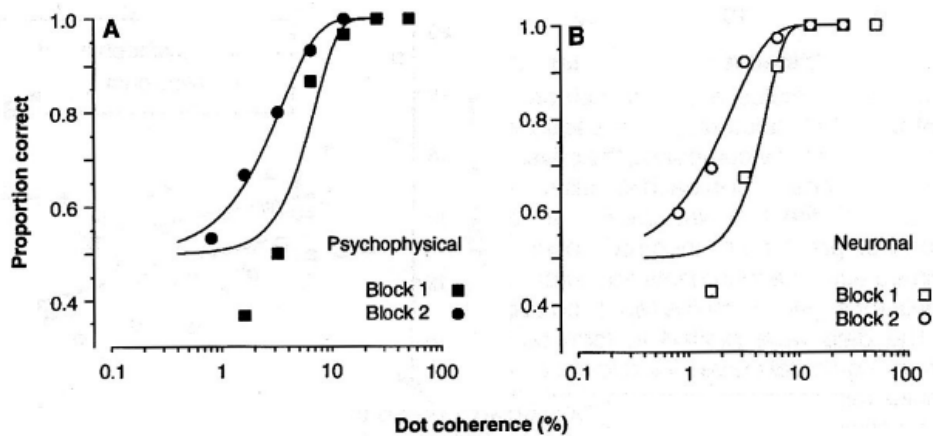 A
B
1.0
0.8
0.6
0.4
Proportion correct
Psychophysical
Block 1
Block 2
0.1 1 10 100
1.0
0.8
0.6
0.4
Neuronal
Block 1
Block 2
0.1 1 10 100
Dot coherence (%)